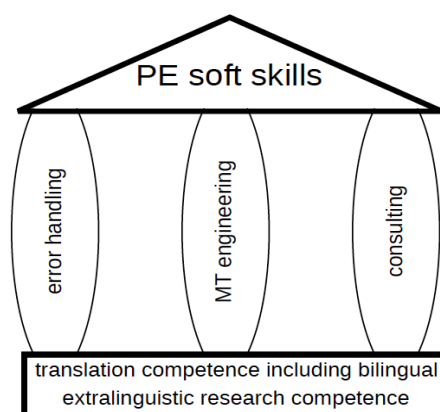 PE soft skills
error handling
MT engineering
consulting
translation competence including bilingual
extralinguistic research competence